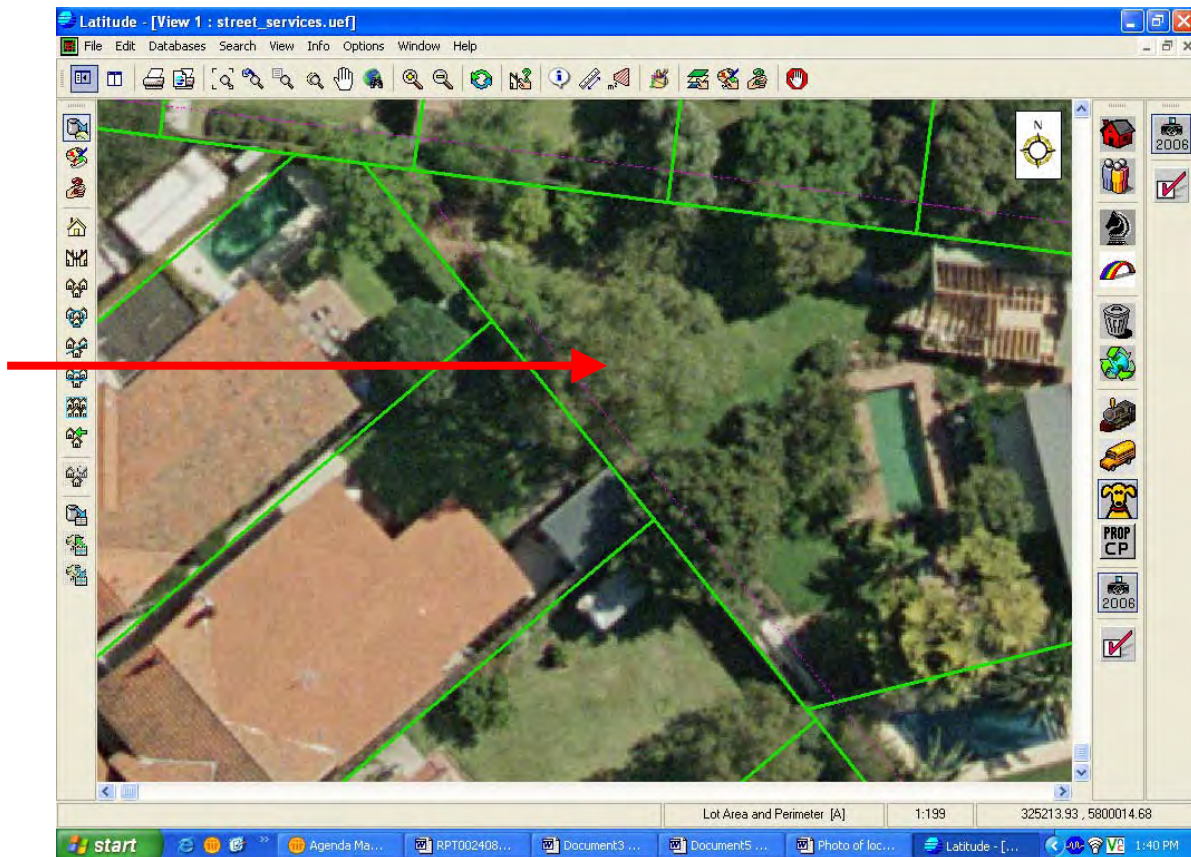 Latitude - [View 1 : street_services.uef]
File Edit Databases Search View Info Options Window Help
N
2006
PROP
CP
2006
Lot Area and Perimeter [A] 1:199 325213.93 , 5800014.68
start Agenda Ma... RPT002408... Document3 ... Document5 ... Photo of loc... Latitude - [... 1:40 PM